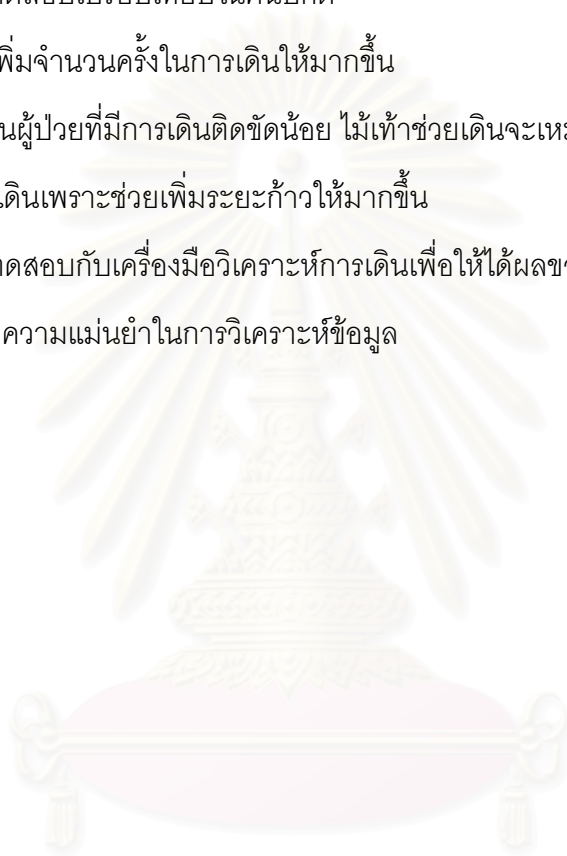 เพิ่มจำนวนครั้งในการเดินให้มากขึ้น
ในผู้ป่วยที่มีการเดินติดขัดน้อย ไม้เท้าช่วยเดินจะ
เดินเพราะช่วยเพิ่มระยะก้าวให้มากขึ้น
ทดสอบกับเครื่องมือวิเคราะห์การเดินเพื่อให้ได้ผล
ความแม่นยำในการวิเคราะห์ข้อมูล